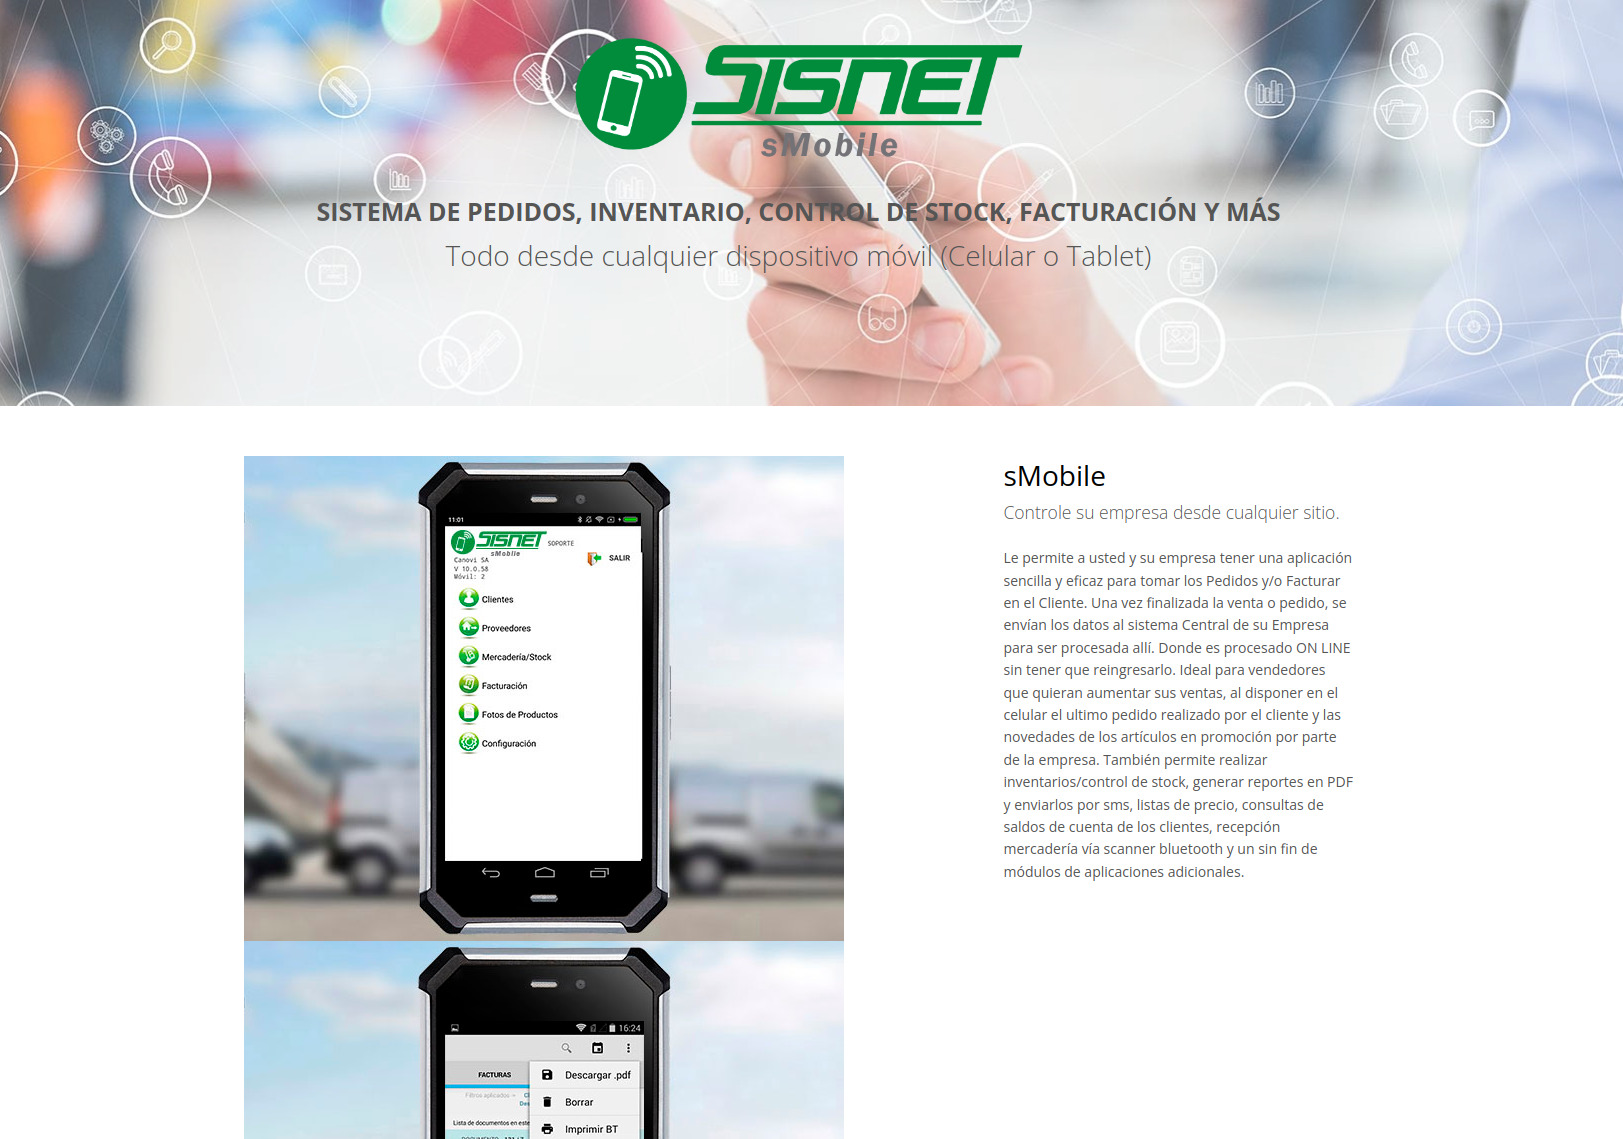 SISNET
sMobile
SISTEMA DE PEDIDOS, INVENTARIO, CONTROL DE STOCK, FACTURACIÓN Y MÁS
Todo desde cualquier dispositivo móvil (Celular o Tablet)
11:01
SISNET
SOPORTE
sMobile
Canovi SA
V 10.0.58
Móvil: 2
SALIR
Clientes
Proveedores
Mercadería/Stock
Facturación
Fotos de Productos
Configuración
16:24
FACTURAS
Filtros aplicados
Descargar .pdf
Borrar
Lista de documentos en este
Imprimir BT
sMobile
Controle su empresa desde cualquier sitio.
Le permite a usted y su empresa tener una aplicación
sencilla y eficaz para tomar los Pedidos y/o Facturar
en el Cliente. Una vez finalizada la venta o pedido, se
envían los datos al sistema Central de su Empresa
para ser procesada allí. Donde es procesado ON LINE
sin tener que reingresarlo. Ideal para vendedores
que quieran aumentar sus ventas, al disponer en el
celular el ultimo pedido realizado por el cliente y las
novedades de los artículos en promoción por parte
de la empresa. También permite realizar
inventarios/control de stock, generar reportes en PDF
y enviarlos por sms, listas de precio, consultas de
saldos de cuenta de los clientes, recepción
mercadería vía scanner bluetooth y un sin fin de
módulos de aplicaciones adicionales.